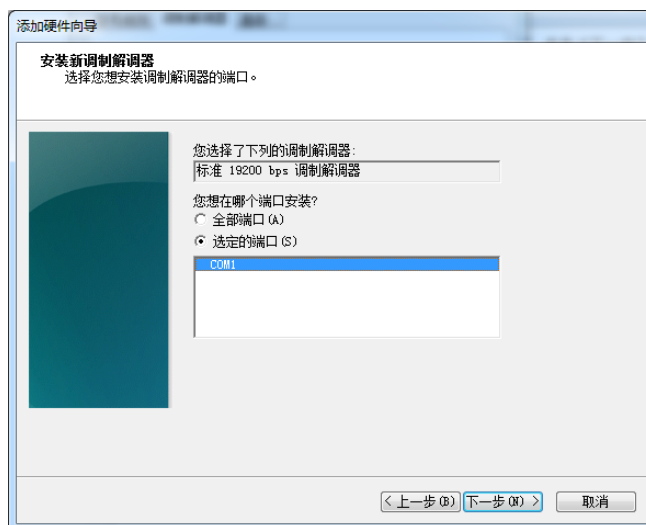 添加硬件向导
安装新调制解调器
选择您想安装调制解调器的端口。
您选择了下列的调制解调器:
标准 19200 bps 调制解调器
您想在哪个端口安装?
全部端口(A)
选定的端口(S)
COM1
< 上一步(B) 下一步(N) > 取消